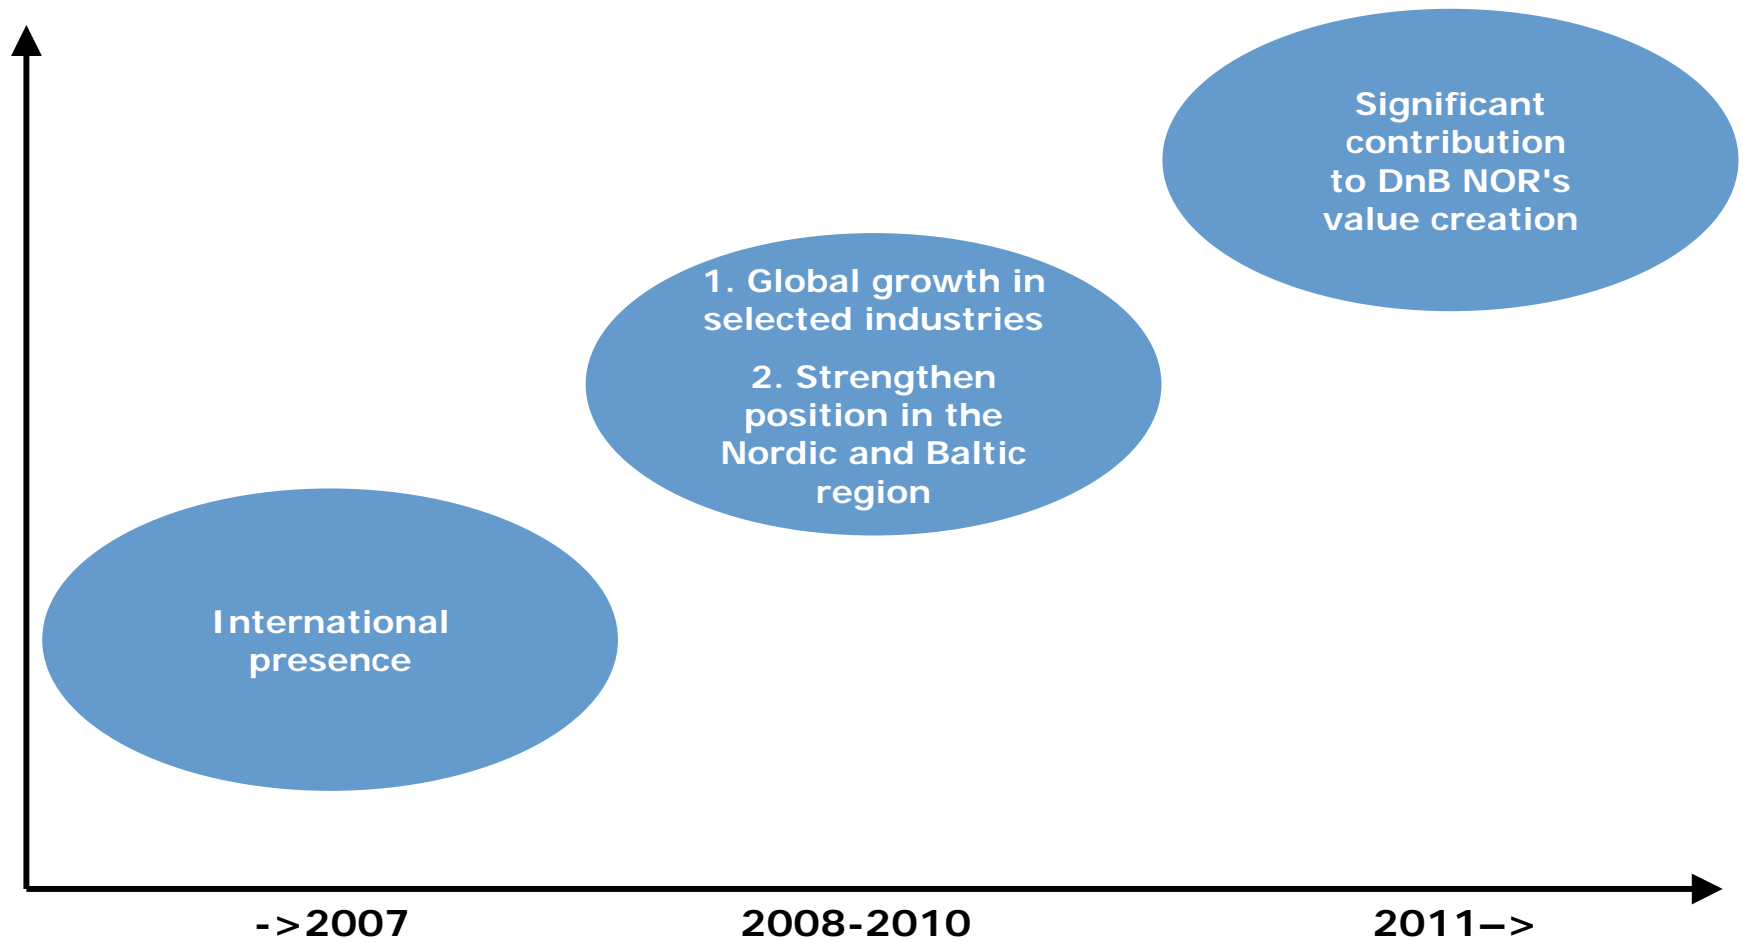 Significant
contribution
to DnB NOR's
value creation
1. Global growth in
selected industries
2. Strengthen
position in the
Nordic and Baltic
region
International
presence
->2007
2008-2010
2011–>